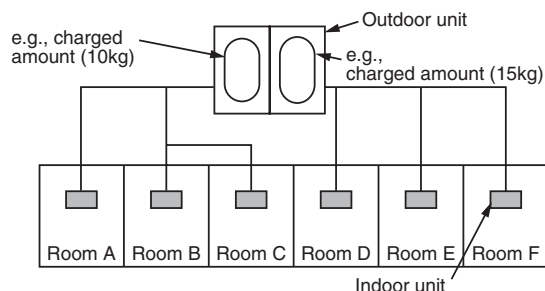 e.g., charged
amount (10kg)
Outdoor unit
e.g.,
charged amount (15kg)
Room A
Room B
Room C
Room D
Room E
Room F
Indoor unit